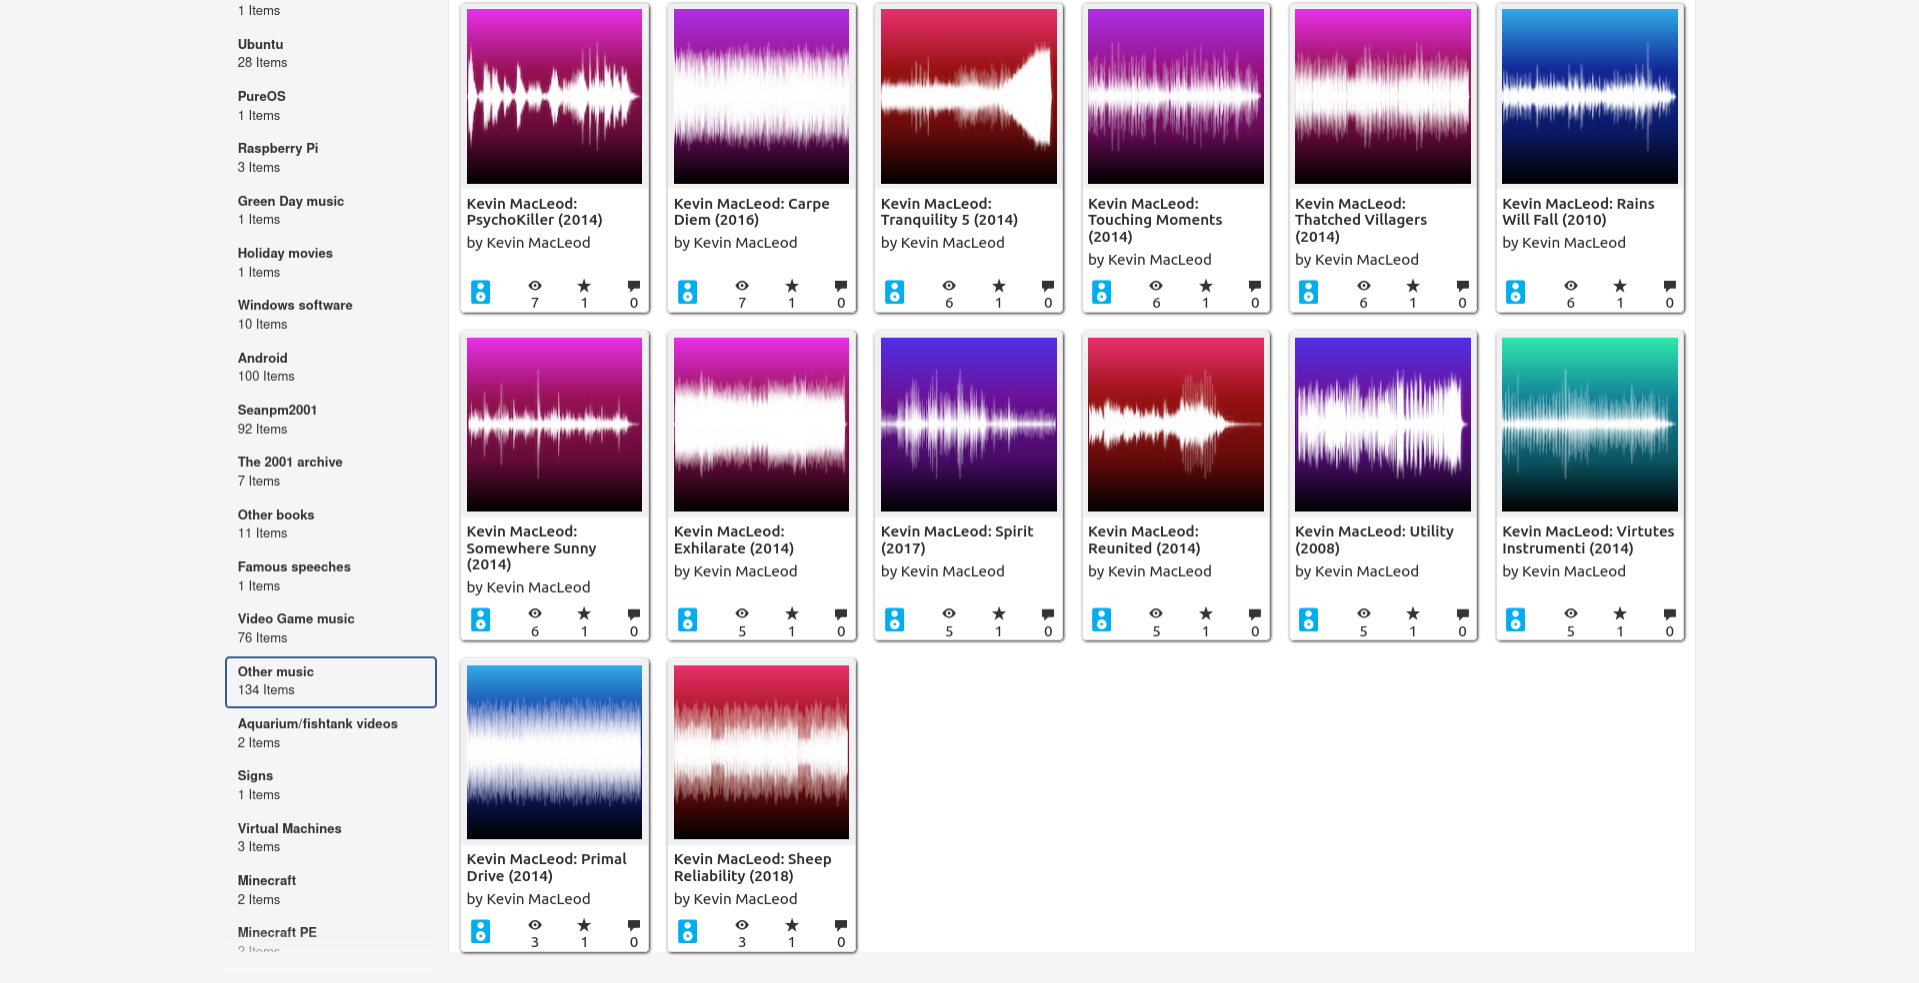 1 Items
Ubuntu
28 Items
PureOS
1 Items
Raspberry Pi
3 Items
Green Day music
1 Items
Holiday movies
1 Items
Windows software
10 Items
Android
100 Items
Seanpm2001
92 Items
The 2001 archive
7 Items
Other books
11 Items
Famous speeches
1 Items
Video Game music
76 Items
Other music
134 Items
Aquarium/fishtank videos
2 Items
Signs
1 Items
Virtual Machines
3 Items
Minecraft
2 Items
Minecraft PE
2 Items
Kevin MacLeod:
PsychoKiller (2014)
by Kevin MacLeod
7 1 0
Kevin MacLeod: Carpe
Diem (2016)
by Kevin MacLeod
7 1 0
Kevin MacLeod:
Tranquility 5 (2014)
by Kevin MacLeod
6 1 0
Kevin MacLeod:
Touching Moments
(2014)
by Kevin MacLeod
6 1 0
Kevin MacLeod:
Thatched Villagers
(2014)
by Kevin MacLeod
6 1 0
Kevin MacLeod: Rains
Will Fall (2010)
by Kevin MacLeod
6 1 0
Kevin MacLeod:
Somewhere Sunny
(2014)
by Kevin MacLeod
6 1 0
Kevin MacLeod:
Exhilarate (2014)
by Kevin MacLeod
5 1 0
Kevin MacLeod: Spirit
(2017)
by Kevin MacLeod
5 1 0
Kevin MacLeod:
Reunited (2014)
by Kevin MacLeod
5 1 0
Kevin MacLeod: Utility
(2008)
by Kevin MacLeod
5 1 0
Kevin MacLeod: Virtutes
Instrumenti (2014)
by Kevin MacLeod
5 1 0
Kevin MacLeod: Primal
Drive (2014)
by Kevin MacLeod
3 1 0
Kevin MacLeod: Sheep
Reliability (2018)
by Kevin MacLeod
3 1 0